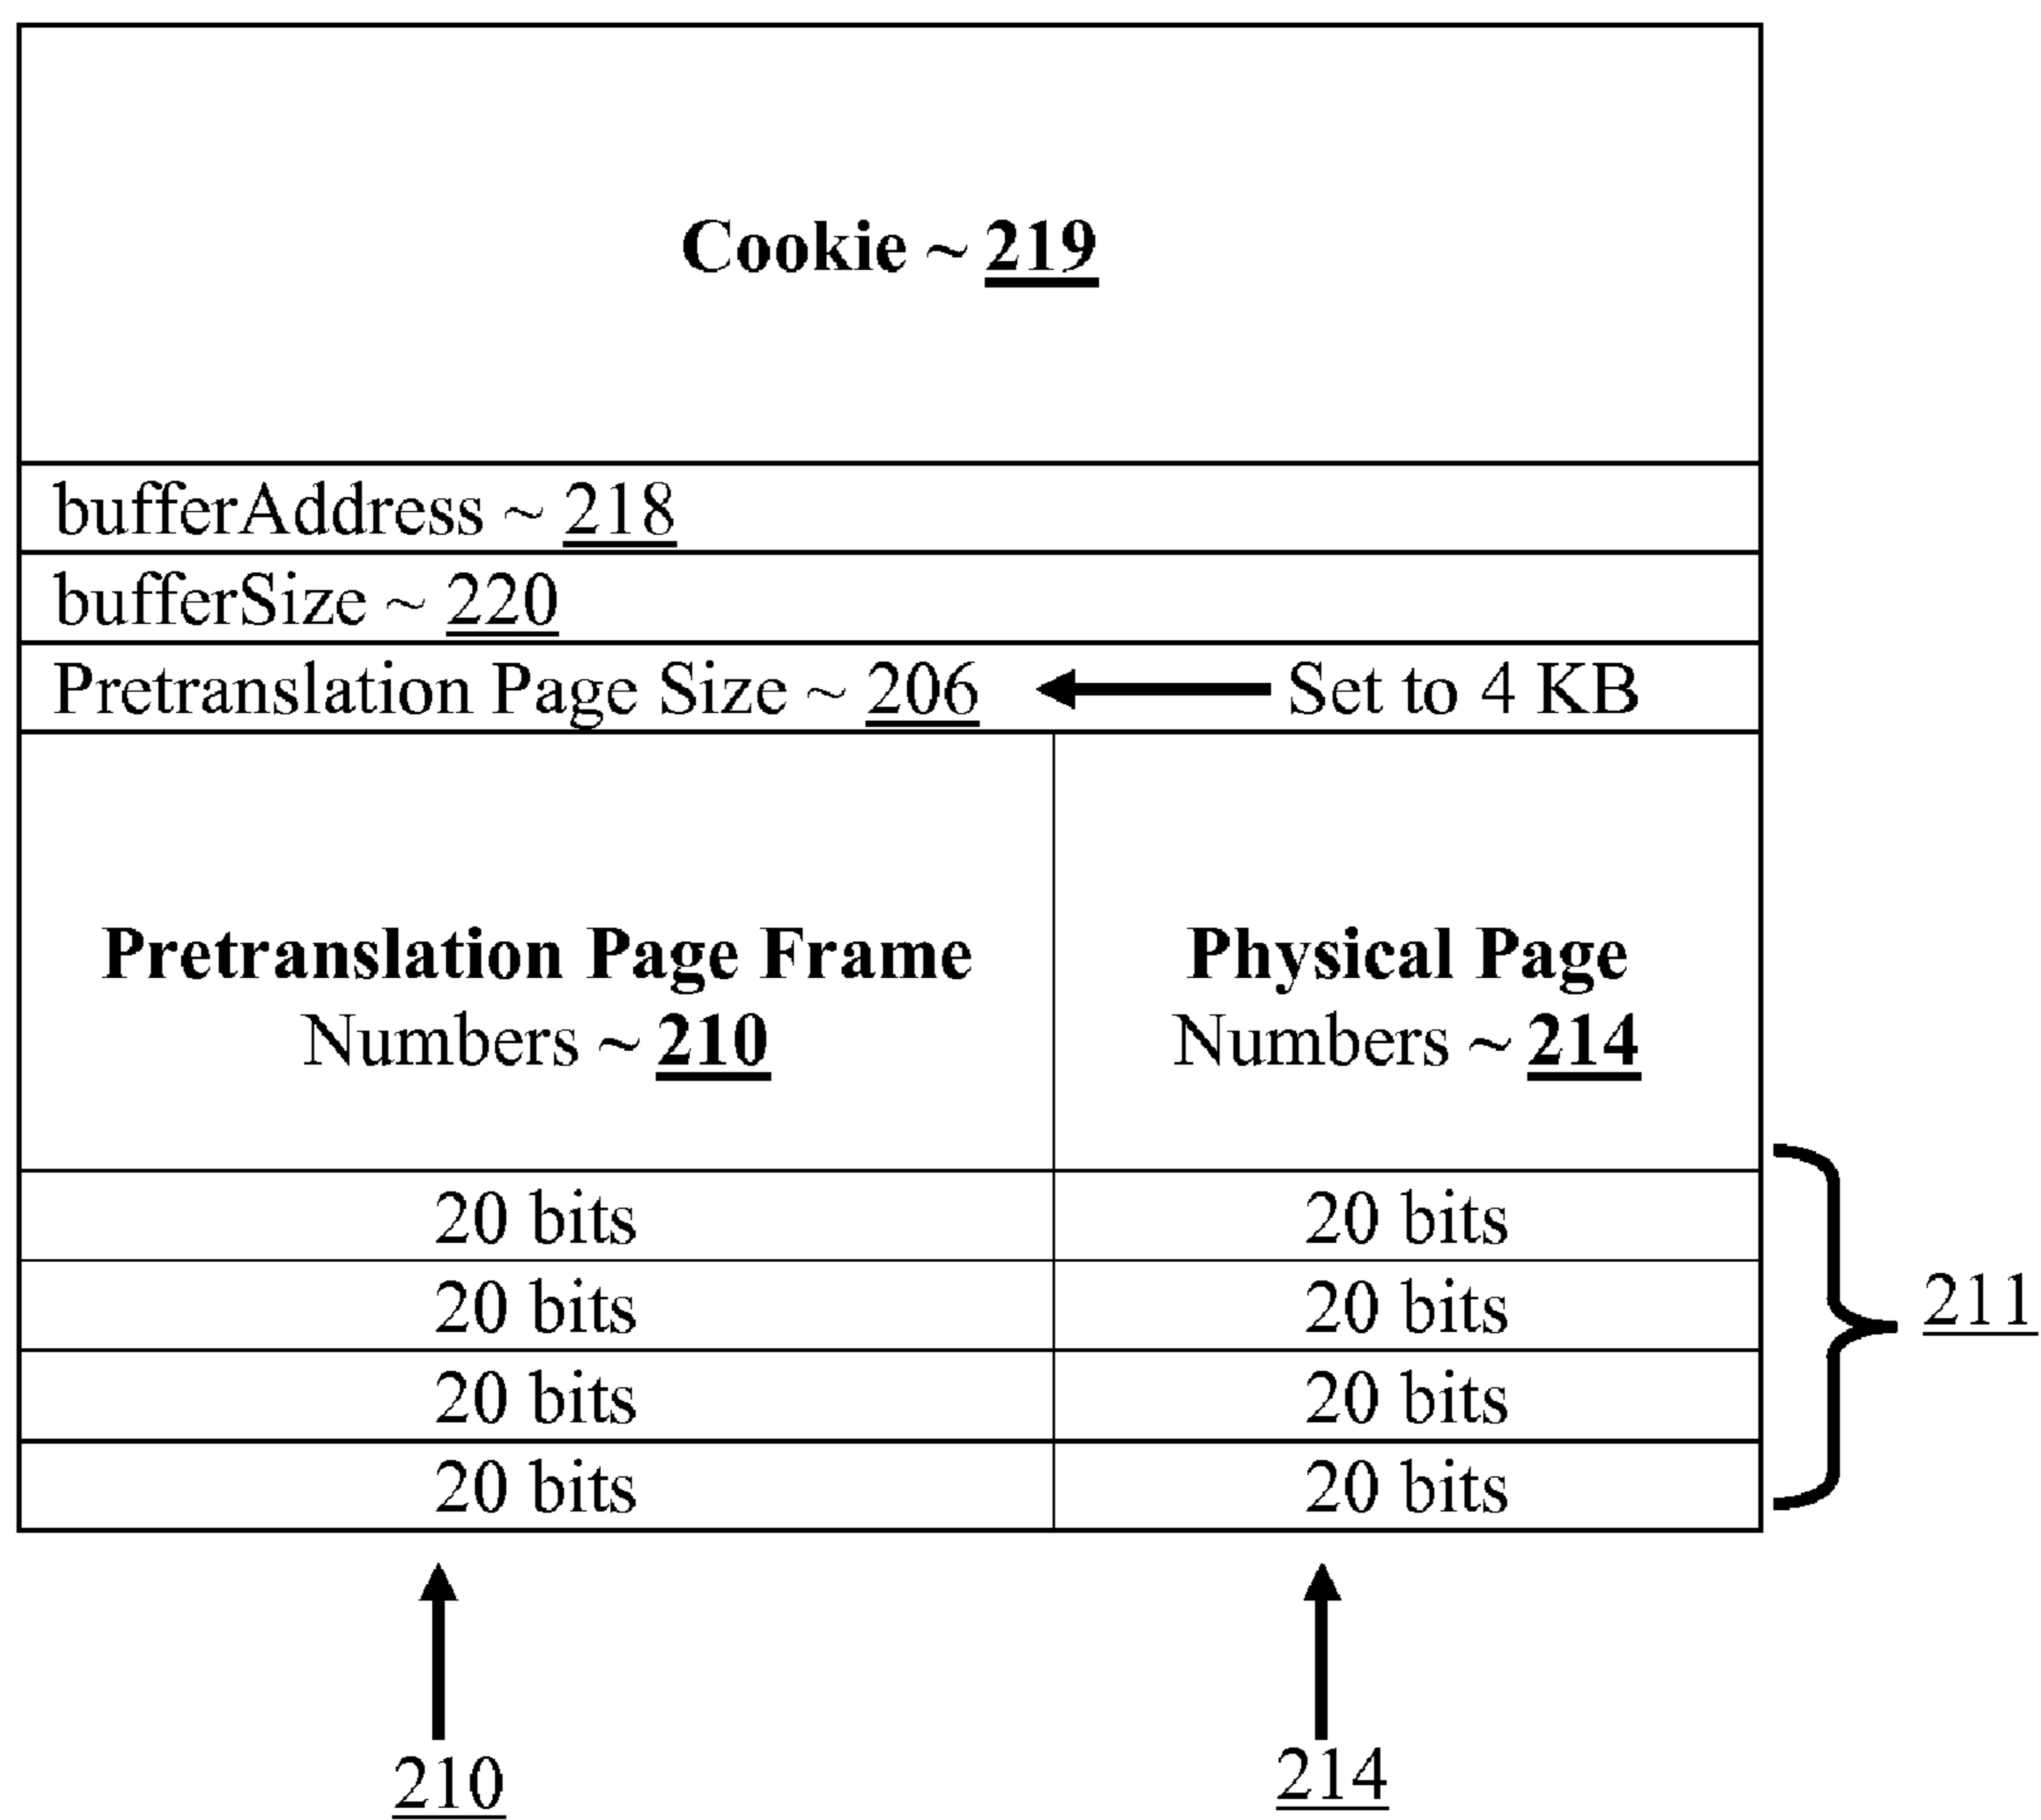 Cookie ~ 219
bufferAddress ~ 218
bufferSize ~ 220
Pretranslation Page Size ~ 206 Set to 4 KB
Pretranslation Page Frame
Numbers ~ 210
Physical Page
Numbers ~ 214
20 bits 20 bits
20 bits 20 bits
20 bits 20 bits
20 bits 20 bits
211
210 214